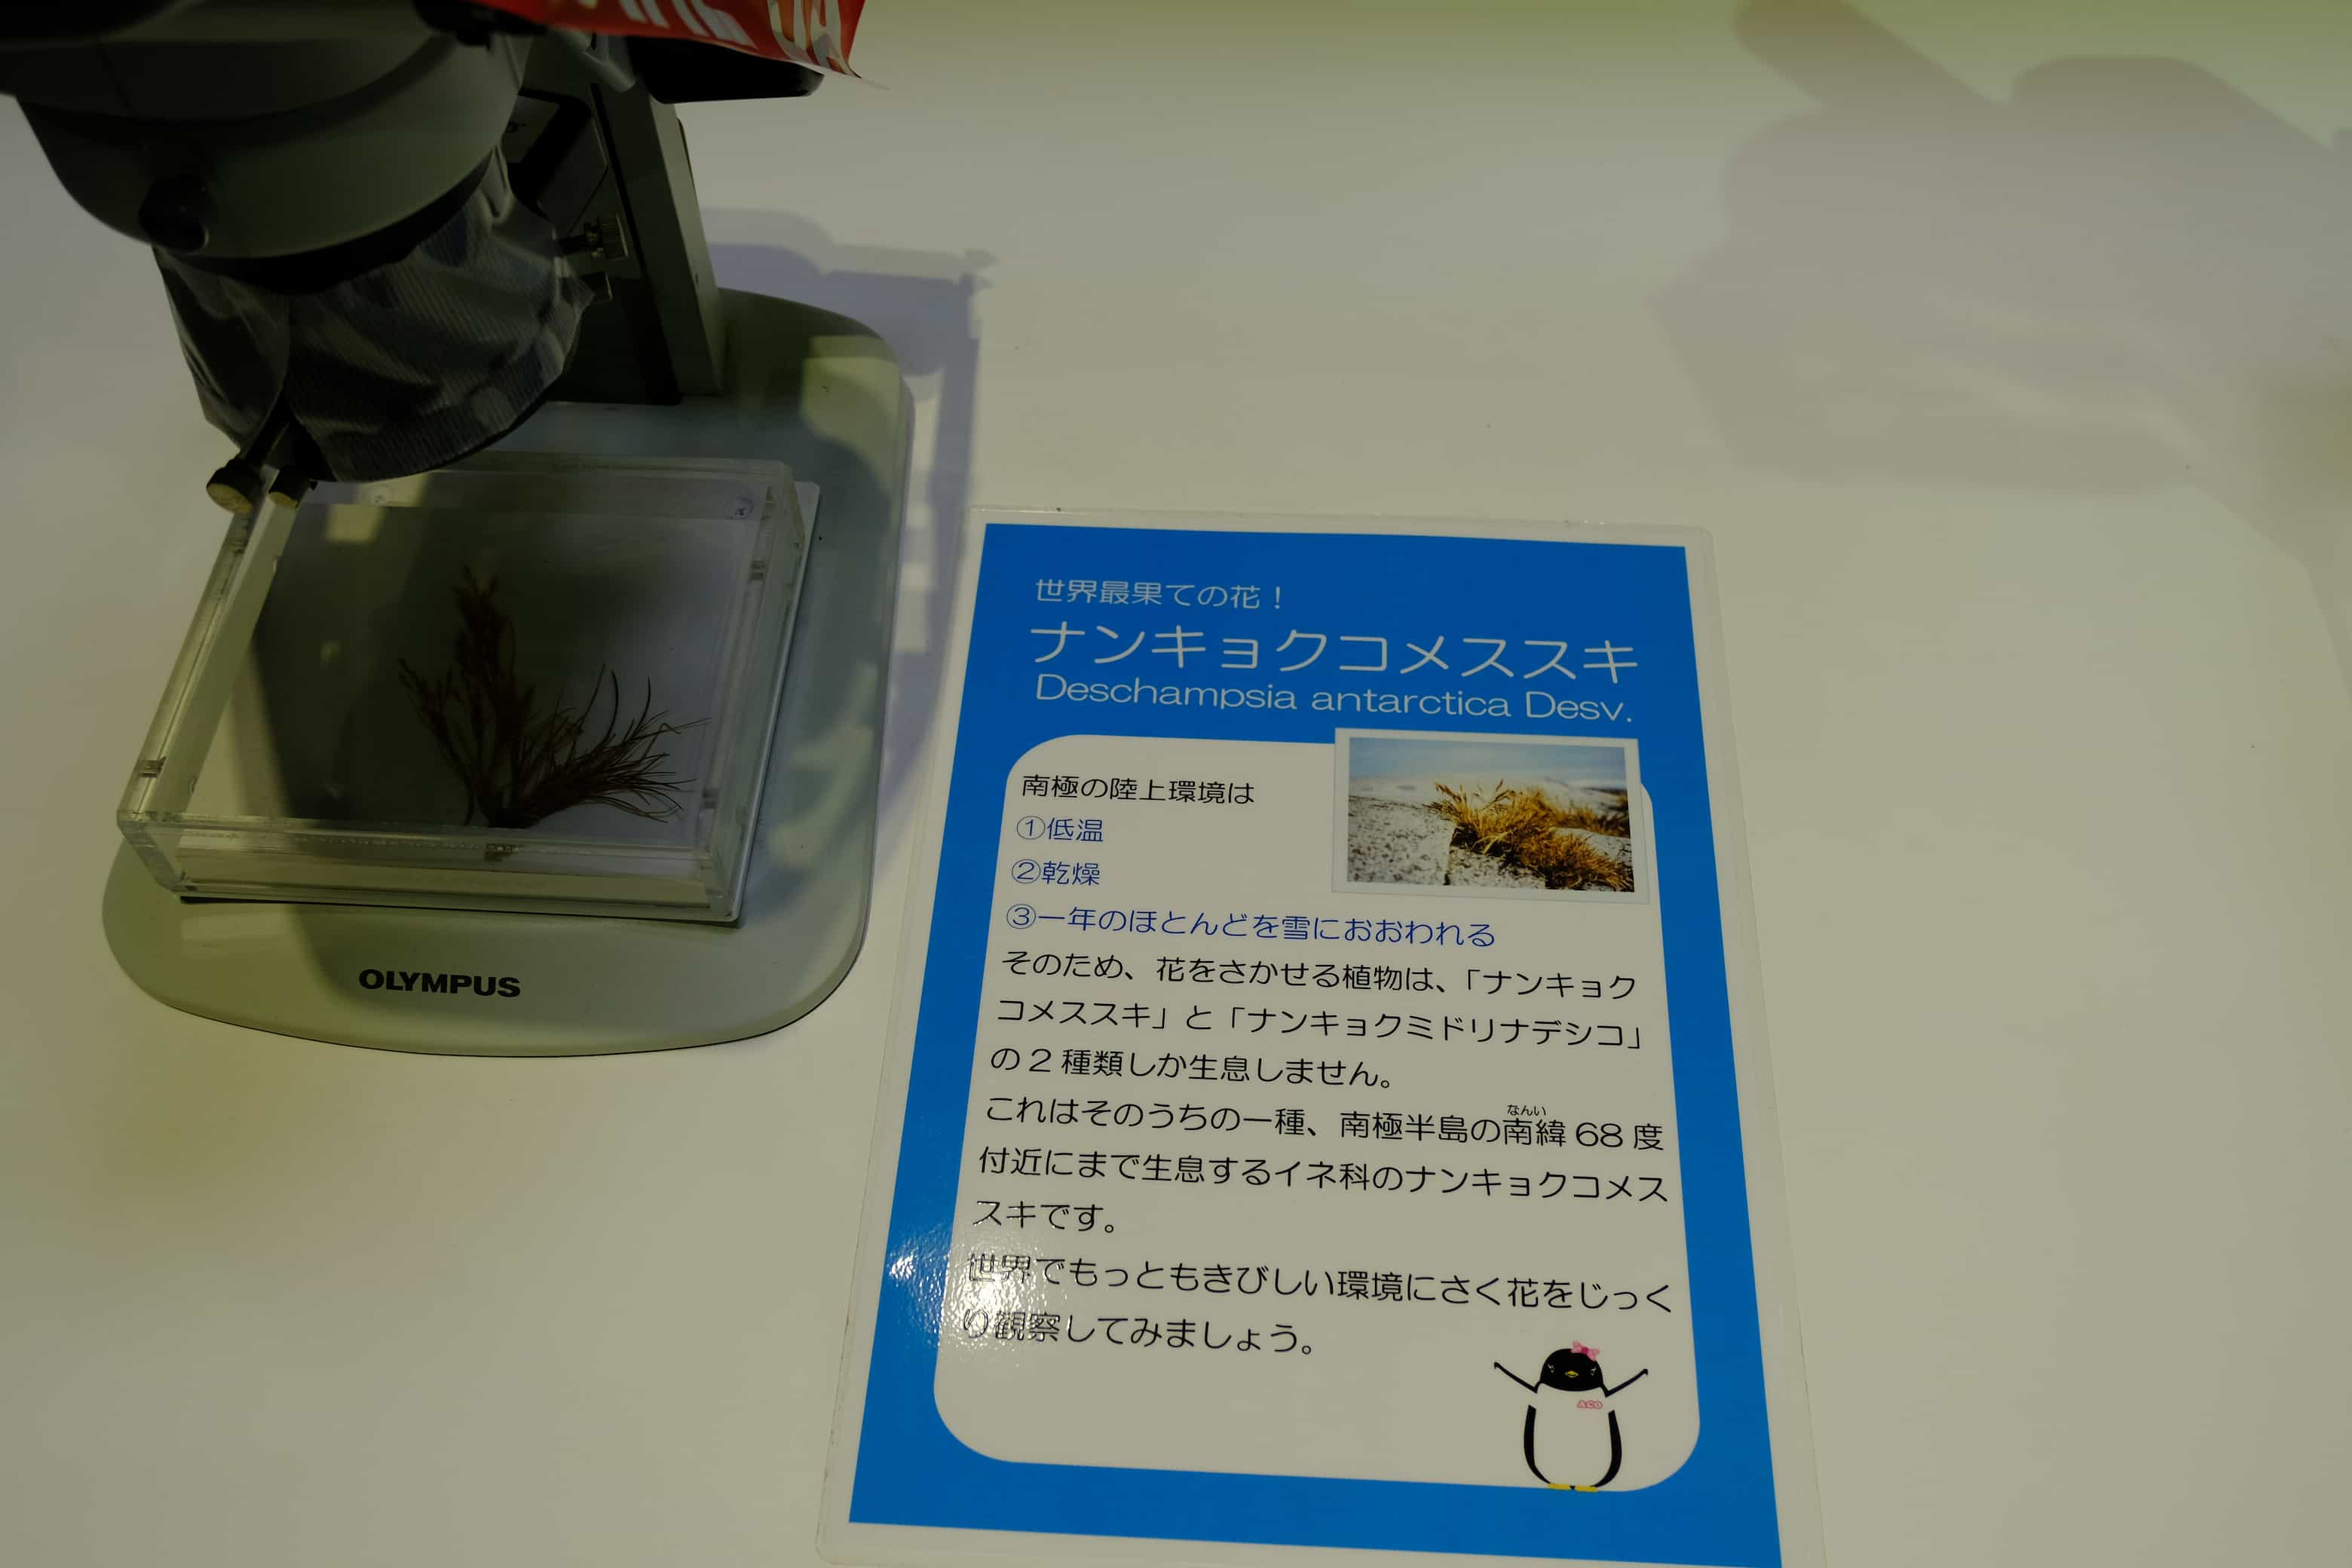 OLYMPUS
世界最果ての花！
ナンキョクコメススキ
Deschampsia antarctica Desv.
南極の陸上環境は
①低温
②乾燥
③一年のほとんどを雪におおわれる
そのため、花をさかせる植物は、「ナンキョク
コメススキ」と「ナンキョクミドリナデシコ」
の２種類しか生息しません。
なんい
これはそのうちの一種、南極半島の南緯 68 度
付近にまで生息するイネ科のナンキョクコメス
スキです。
世界でもっともきびしい環境にさく花をじっく
り観察してみましょう。
ACO